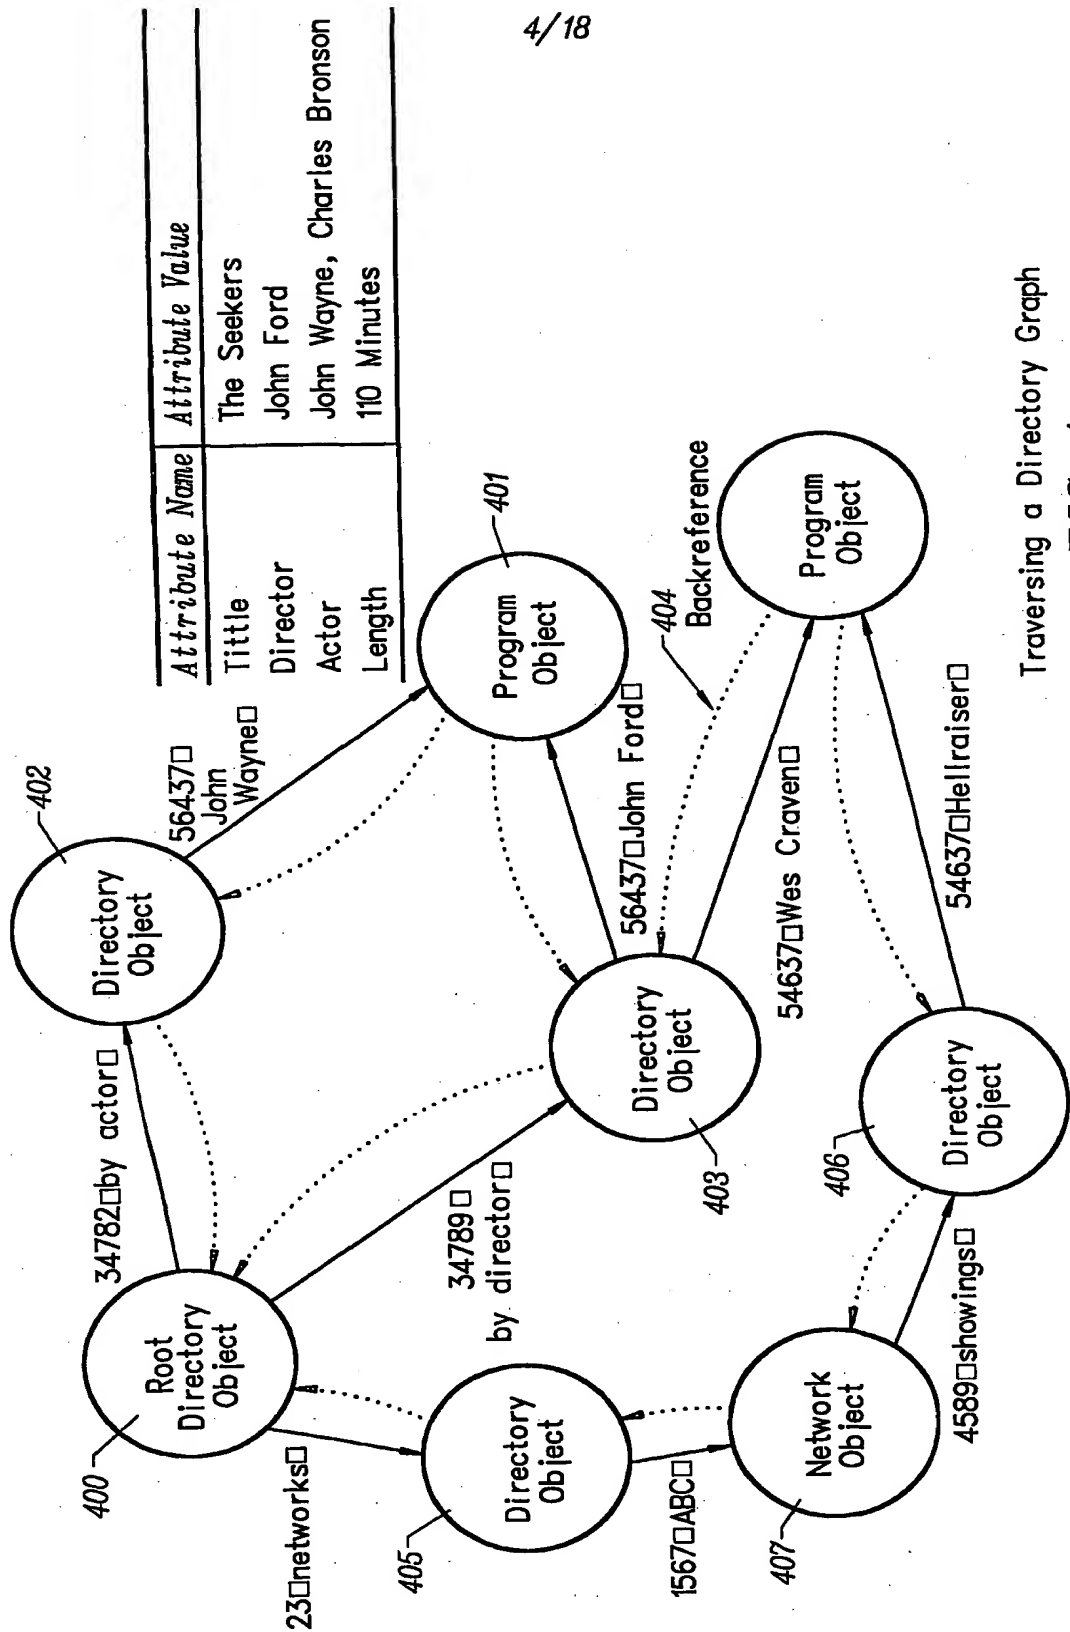 4/18
Attribute Name Attribute Value
Tittle The Seekers
Director John Ford
Actor John Wayne, Charles Bronson
Length 110 Minutes
402
Directory
Object
56437□
John
Wayne□
401
Program
Object
34782□by actor□
400
Root
Directory
Object
34789□
by director□
403
Directory
Object
56437□John Ford□
404
Backreference
54637□Wes Craven□
Program
Object
23□networks□
405
Directory
Object
1567□ABC□
407
Network
Object
4589□showings□
406
Directory
Object
54637□Hellraiser□
Traversing a Directory Graph